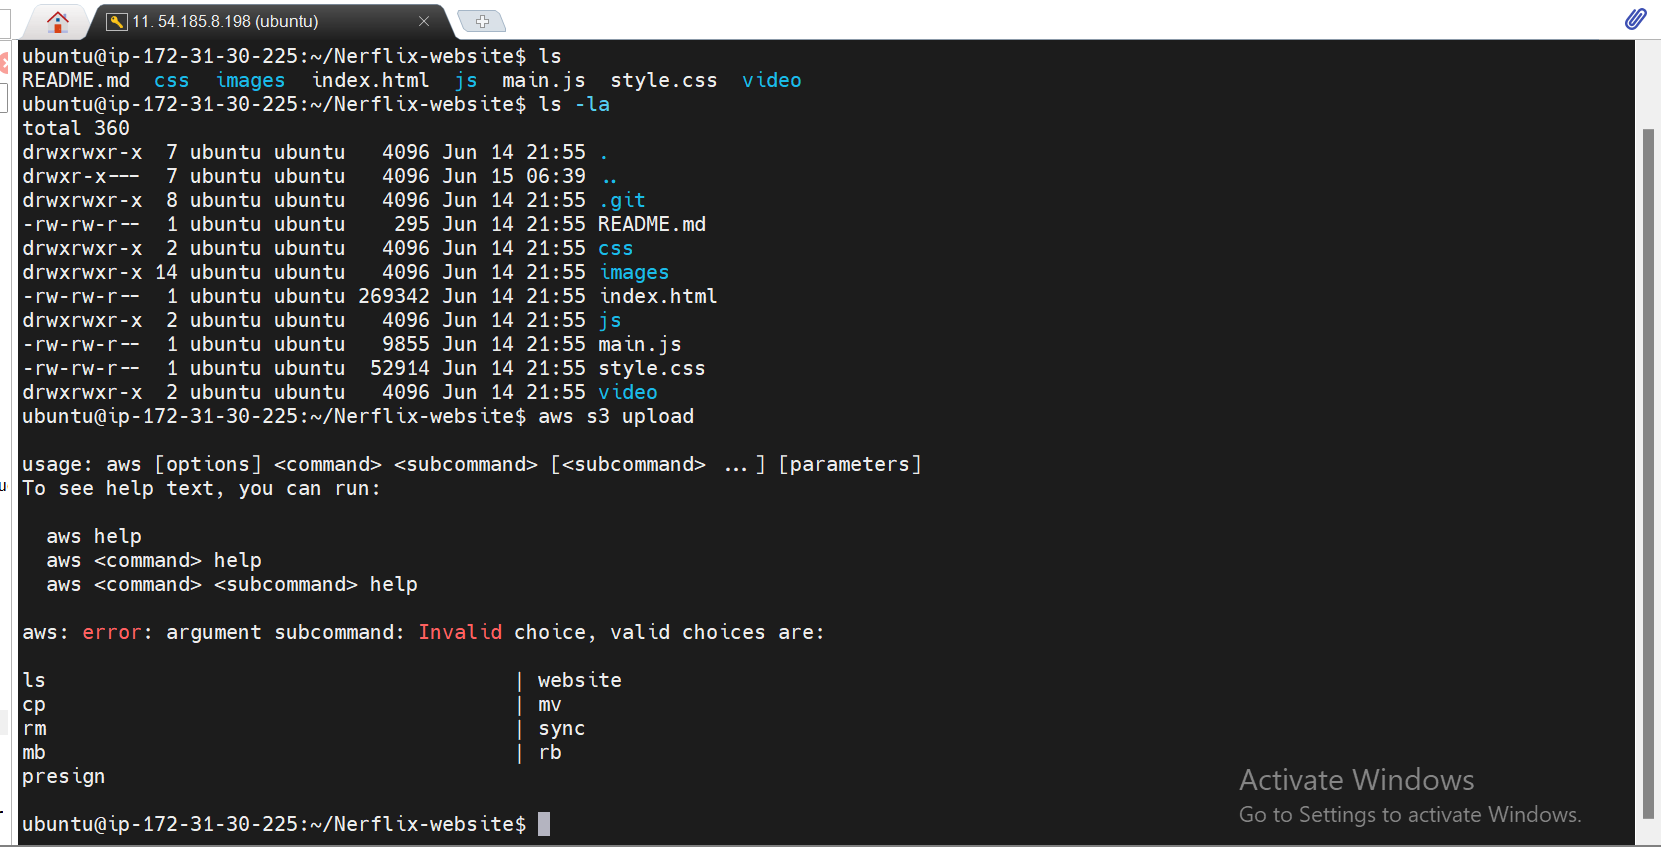 11. 54.185.8.198 (ubuntu)
ubuntu@ip-172-31-30-225:~/Nerflix-website$ ls
README.md  css  images  index.html  js  main.js  style.css  video
ubuntu@ip-172-31-30-225:~/Nerflix-website$ ls -la
total 360
drwxrwxr-x  7 ubuntu ubuntu   4096 Jun 14 21:55 .
drwxr-x---  7 ubuntu ubuntu   4096 Jun 15 06:39 ..
drwxrwxr-x  8 ubuntu ubuntu   4096 Jun 14 21:55 .git
-rw-rw-r--  1 ubuntu ubuntu    295 Jun 14 21:55 README.md
drwxrwxr-x  2 ubuntu ubuntu   4096 Jun 14 21:55 css
drwxrwxr-x 14 ubuntu ubuntu   4096 Jun 14 21:55 images
-rw-rw-r--  1 ubuntu ubuntu 269342 Jun 14 21:55 index.html
drwxrwxr-x  2 ubuntu ubuntu   4096 Jun 14 21:55 js
-rw-rw-r--  1 ubuntu ubuntu   9855 Jun 14 21:55 main.js
-rw-rw-r--  1 ubuntu ubuntu  52914 Jun 14 21:55 style.css
drwxrwxr-x  2 ubuntu ubuntu   4096 Jun 14 21:55 video
ubuntu@ip-172-31-30-225:~/Nerflix-website$ aws s3 upload
usage: aws [options] <command> <subcommand> [<subcommand> ...] [parameters]
To see help text, you can run:
aws help
aws <command> help
aws <command> <subcommand> help
aws: error: argument subcommand: Invalid choice, valid choices are:
ls                                       | website
cp                                       | mv
rm                                       | sync
mb                                       | rb
presign
ubuntu@ip-172-31-30-225:~/Nerflix-website$
Activate Windows
Go to Settings to activate Windows.